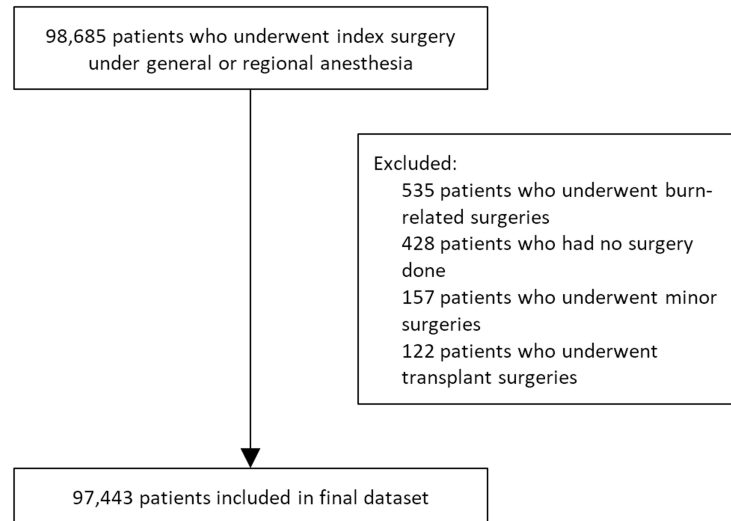 98,685 patients who underwent index surgery
under general or regional anesthesia
Excluded:
535 patients who underwent burn-
related surgeries
428 patients who had no surgery
done
157 patients who underwent minor
surgeries
122 patients who underwent
transplant surgeries
97,443 patients included in final dataset